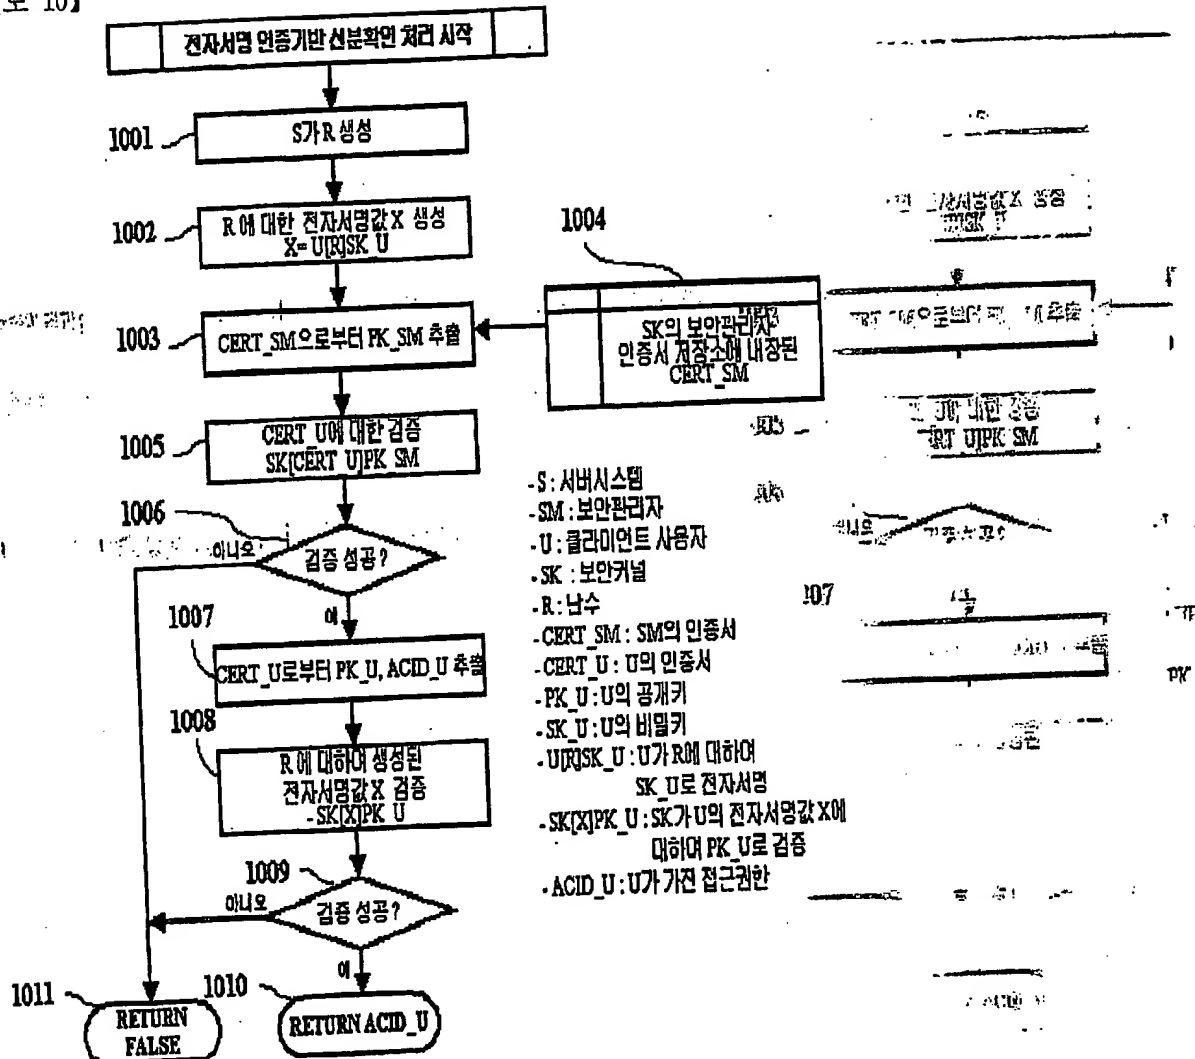 도 10】
전자서명 인증기반 신분확인 처리 시작
1001
S가 R 생성
1002
R 에 대한 전자서명값 X 생성
X= U[R]SK_U
1003
CERT_SM으로부터 PK_SM 추출
1004
SK의 보안관리자
인증서 저장소에 내장된
CERT_SM
1005
CERT_U에 대한 검증
SK[CERT_U]PK_SM
1006
아니오
검증 성공?
예
1007
CERT_U로부터 PK_U, ACID_U 추출
1008
R 에 대하여 생성된
전자서명값 X 검증
- SK[X]PK_U
1009
아니오
검증 성공?
예
1011
RETURN
FALSE
1010
RETURN ACID_U
- S : 서버시스템
- SM : 보안관리자
- U : 클라이언트 사용자
- SK : 보안커널
- R : 난수
- CERT_SM : SM의 인증서
- CERT_U : U의 인증서
- PK_U : U의 공개키
- SK_U : U의 비밀키
- U[R]SK_U : U가 R에 대하여
SK_U로 전자서명
- SK[X]PK_U : SK가 U의 전자서명값 X에
대하여 PK_U로 검증
- ACID_U : U가 가진 접근권한
107
PK